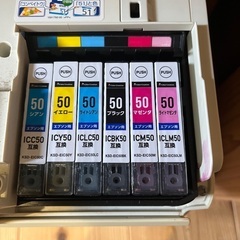 PUSH PUSH PUSH PUSH PUSH PUSH
50 50 50 50 50 50
シアン イエロー ライトシアン ブラック マゼンタ ライトマゼンタ
エプソン用 エプソン用 エプソン用 エプソン用 エプソン用 エプソン用
ICC50 ICY50 ICLC50 ICBK50 ICM50 ICLM50
互換 互換 互換 互換 互換 互換